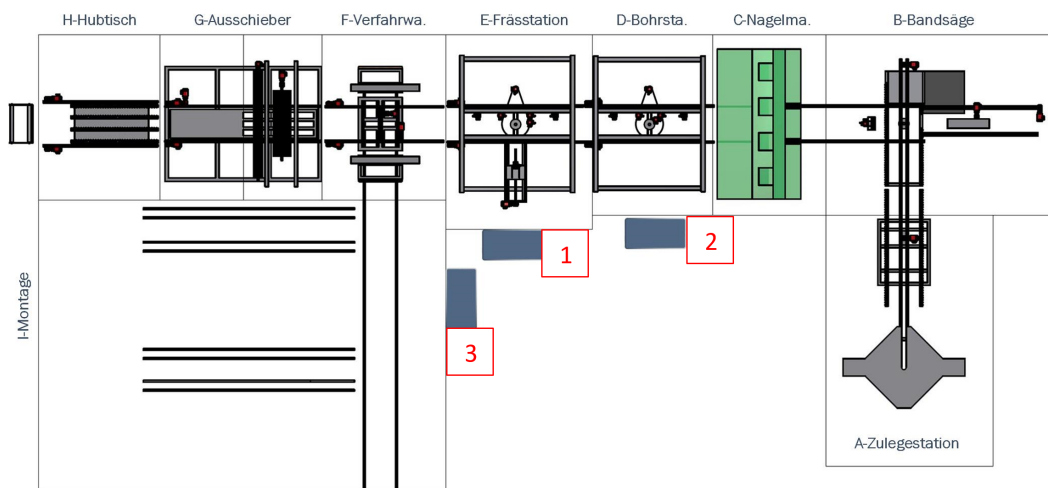 H-Hubtisch
G-Ausschieber
F-Verfahrwa.
E-Frässtation
D-Bohrsta.
C-Nagelma.
B-Bandsäge
I-Montage
1
2
3
A-Zulegestation